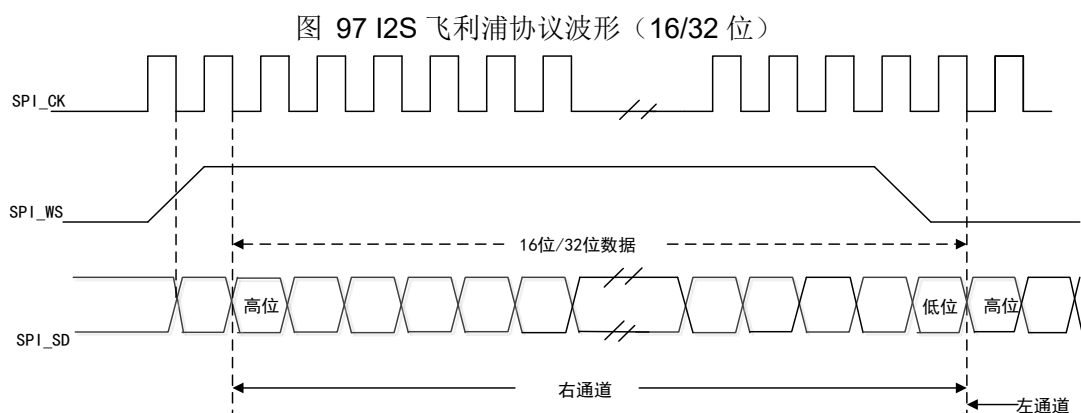 图 97 I2S 飞利浦协议波形（16/32 位）
SPI_CK
SPI_WS
16位/32位数据
高位
低位
高位
SPI_SD
右通道
左通道